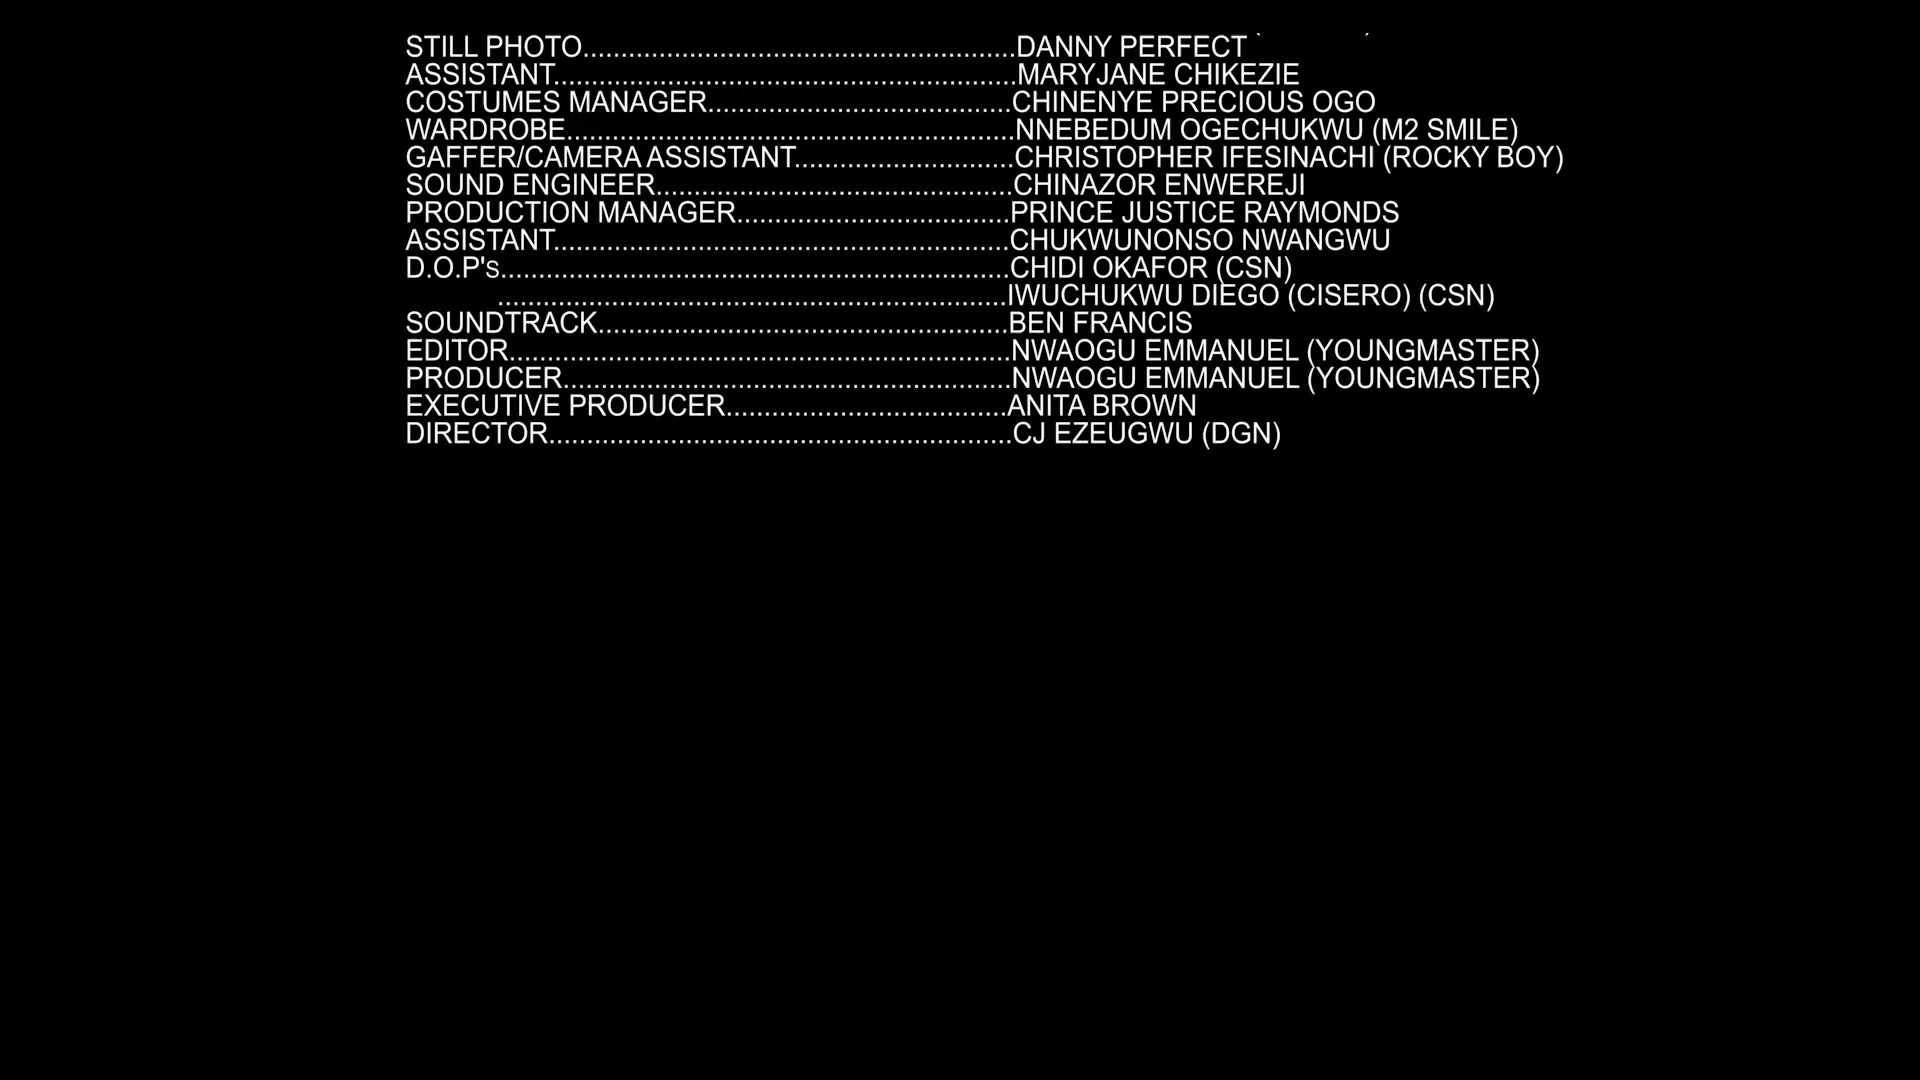 STILL PHOTO.........................................................DANNY PERFECT
ASSISTANT.............................................................MARYJANE CHIKEZIE
COSTUMES MANAGER........................................CHINENYE PRECIOUS OGO
WARDROBE...........................................................NNEBEDUM OGECHUKWU (M2 SMILE)
GAFFER/CAMERA ASSISTANT.............................CHRISTOPHER IFESINACHI (ROCKY BOY)
SOUND ENGINEER...............................................CHINAZOR ENWEREJI
PRODUCTION MANAGER....................................PRINCE JUSTICE RAYMONDS
ASSISTANT............................................................CHUKWUNONSO NWANGWU
D.O.P's...................................................................CHIDI OKAFOR (CSN)
...................................................................IWUCHUKWU DIEGO (CISERO) (CSN)
SOUNDTRACK......................................................BEN FRANCIS
EDITOR..................................................................NWAOGU EMMANUEL (YOUNGMASTER)
PRODUCER...........................................................NWAOGU EMMANUEL (YOUNGMASTER)
EXECUTIVE PRODUCER.....................................ANITA BROWN
DIRECTOR.............................................................CJ EZEUGWU (DGN)